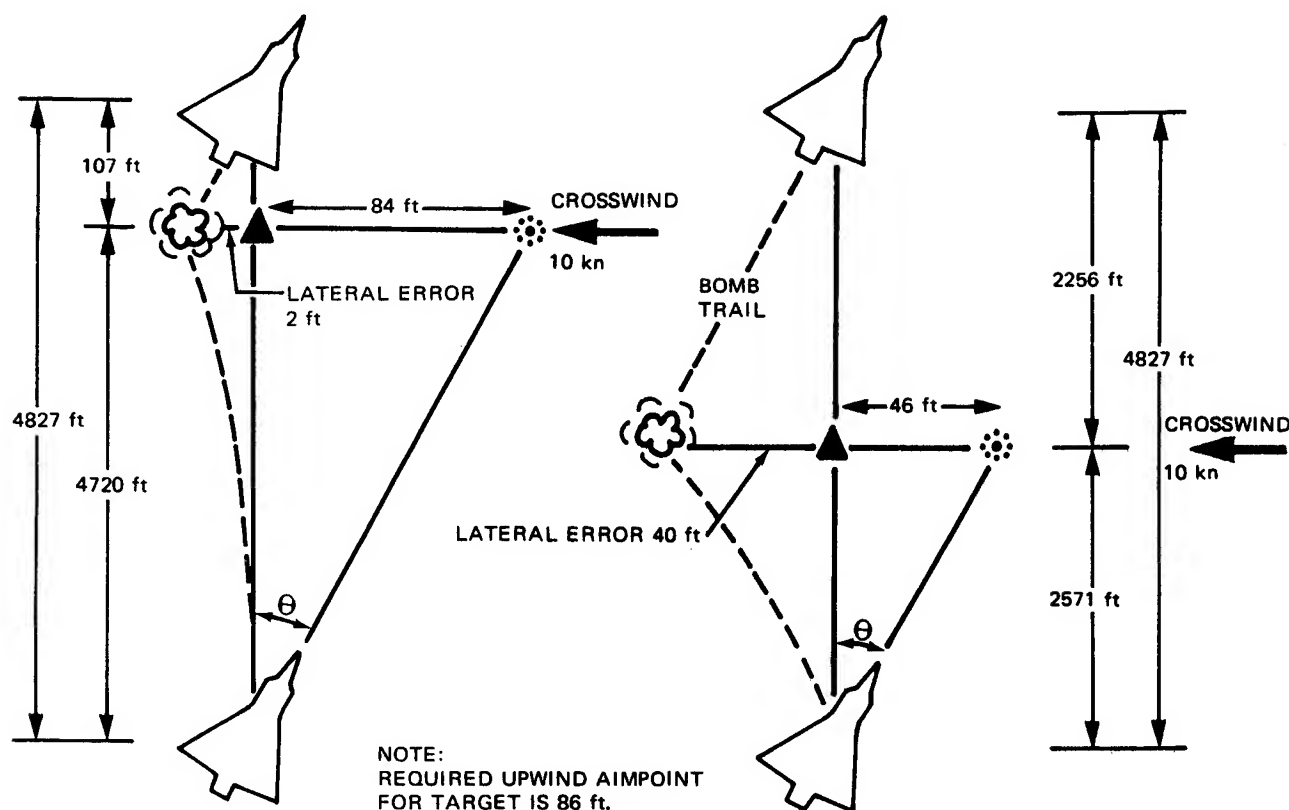 107 ft
84 ft
CROSSWIND
10 kn
LATERAL ERROR
2 ft
4827 ft
4720 ft
θ
NOTE:
REQUIRED UPWIND AIMPOINT
FOR TARGET IS 86 ft.
BOMB
TRAIL
2256 ft
4827 ft
46 ft
CROSSWIND
10 kn
LATERAL ERROR 40 ft
2571 ft
θ